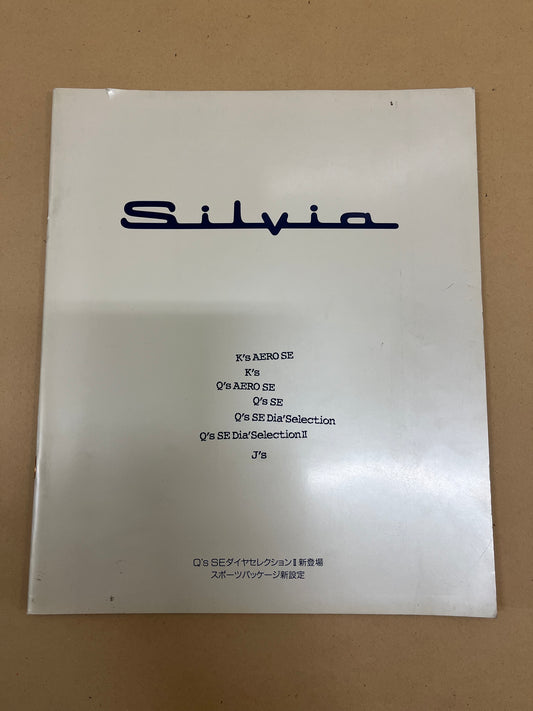 Silvia
K's AERO SE
K's
Q's AERO SE
Q's SE
Q's SE Dia'Selection
Q's SE Dia'SelectionⅡ
J's
Q's SEダイヤセレクションⅡ新登場
スポーツパッケージ新設定